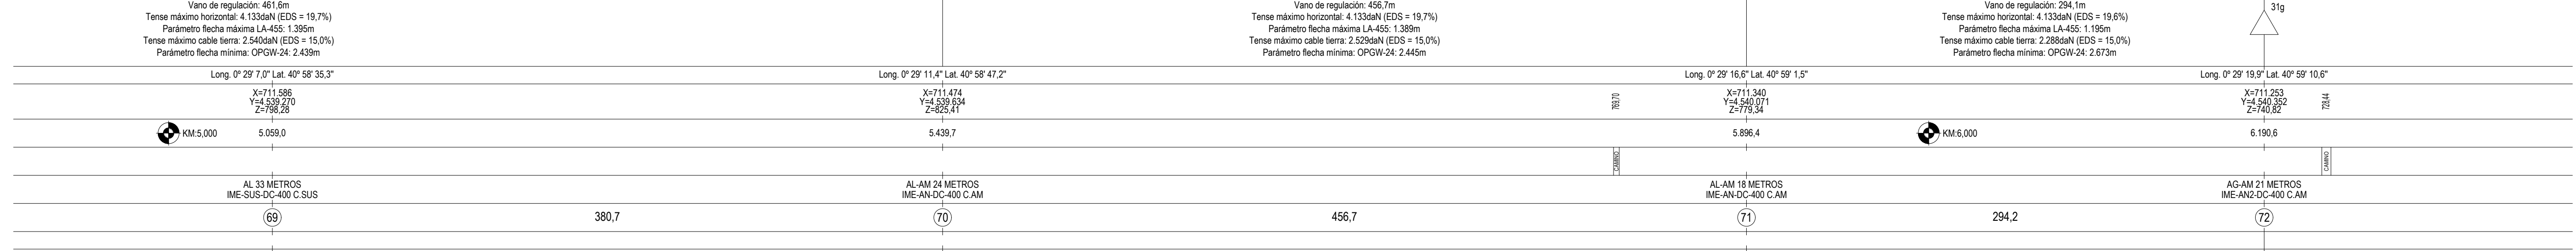 Vano de regulación: 461,6m
Tense máximo horizontal: 4.133daN (EDS = 19,7%)
Parámetro flecha máxima LA-455: 1.395m
Tense máximo cable tierra: 2.540daN (EDS = 15,0%)
Parámetro flecha mínima: OPGW-24: 2.439m
Vano de regulación: 456,7m
Tense máximo horizontal: 4.133daN (EDS = 19,7%)
Parámetro flecha máxima LA-455: 1.389m
Tense máximo cable tierra: 2.529daN (EDS = 15,0%)
Parámetro flecha mínima: OPGW-24: 2.445m
Vano de regulación: 294,1m
Tense máximo horizontal: 4.133daN (EDS = 19,6%)
Parámetro flecha máxima LA-455: 1.195m
Tense máximo cable tierra: 2.288daN (EDS = 15,0%)
Parámetro flecha mínima: OPGW-24: 2.673m
31g
Long. 0º 29' 7,0'' Lat. 40º 58' 35,3''
Long. 0º 29' 11,4'' Lat. 40º 58' 47,2''
Long. 0º 29' 16,6'' Lat. 40º 59' 1,5''
Long. 0º 29' 19,9'' Lat. 40º 59' 10,6''
X=711.586
Y=4.539.270
Z=798,28
X=711.474
Y=4.539.634
Z=825,41
769,70
X=711.340
Y=4.540.071
Z=779,34
X=711.253
Y=4.540.352
Z=740,82
728,44
KM:5,000
5.059,0
5.439,7
5.896,4
KM:6,000
6.190,6
CAMINO
CAMINO
AL 33 METROS
IME-SUS-DC-400 C.SUS
AL-AM 24 METROS
IME-AN-DC-400 C.AM
AL-AM 18 METROS
IME-AN-DC-400 C.AM
AG-AM 21 METROS
IME-AN2-DC-400 C.AM
69
380,7
70
456,7
71
294,2
72